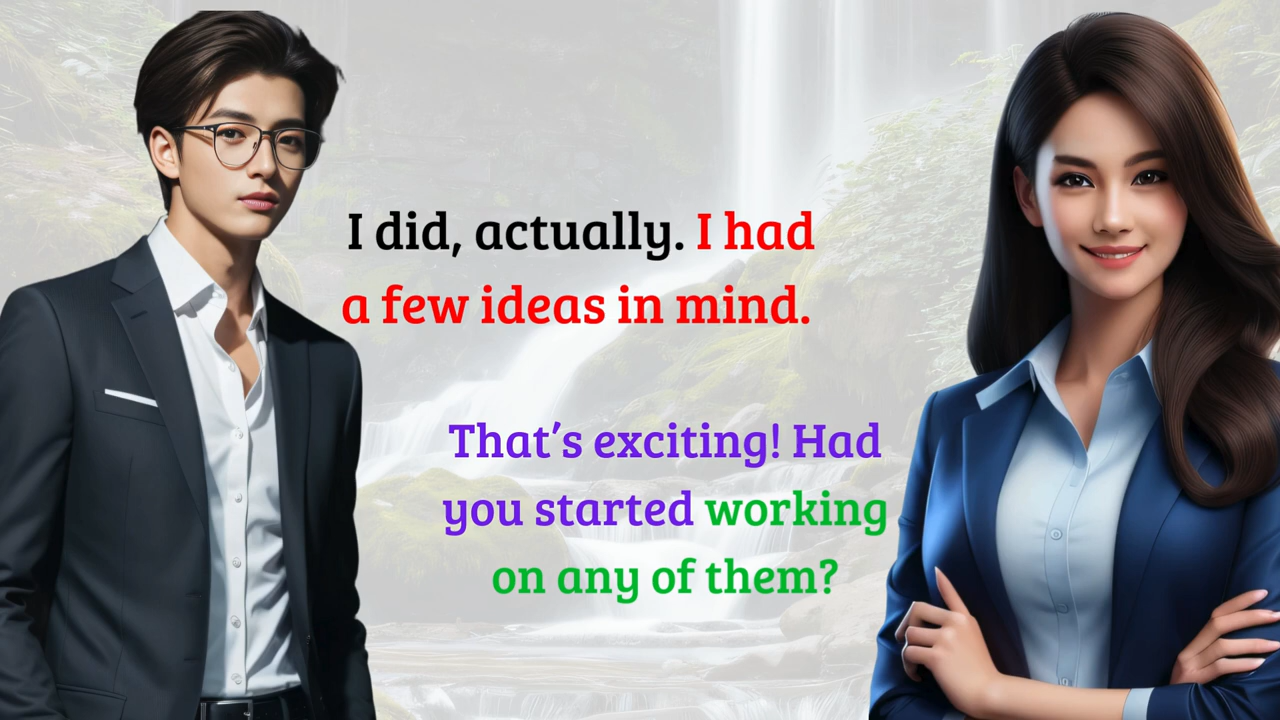 I did, actually. I had
a few ideas in mind.
That's exciting! Had
you started working
on any of them?